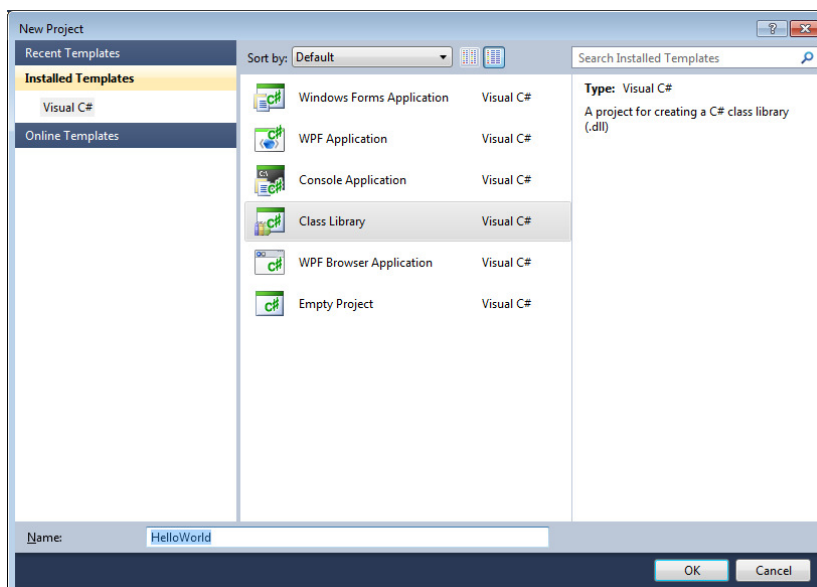 New Project
Recent Templates
Installed Templates
Visual C#
Online Templates
Sort by: Default
Windows Forms Application Visual C#
WPF Application Visual C#
Console Application Visual C#
Class Library Visual C#
WPF Browser Application Visual C#
Empty Project Visual C#
Search Installed Templates
Type: Visual C#
A project for creating a C# class library
(.dll)
Name: HelloWorld
OK Cancel